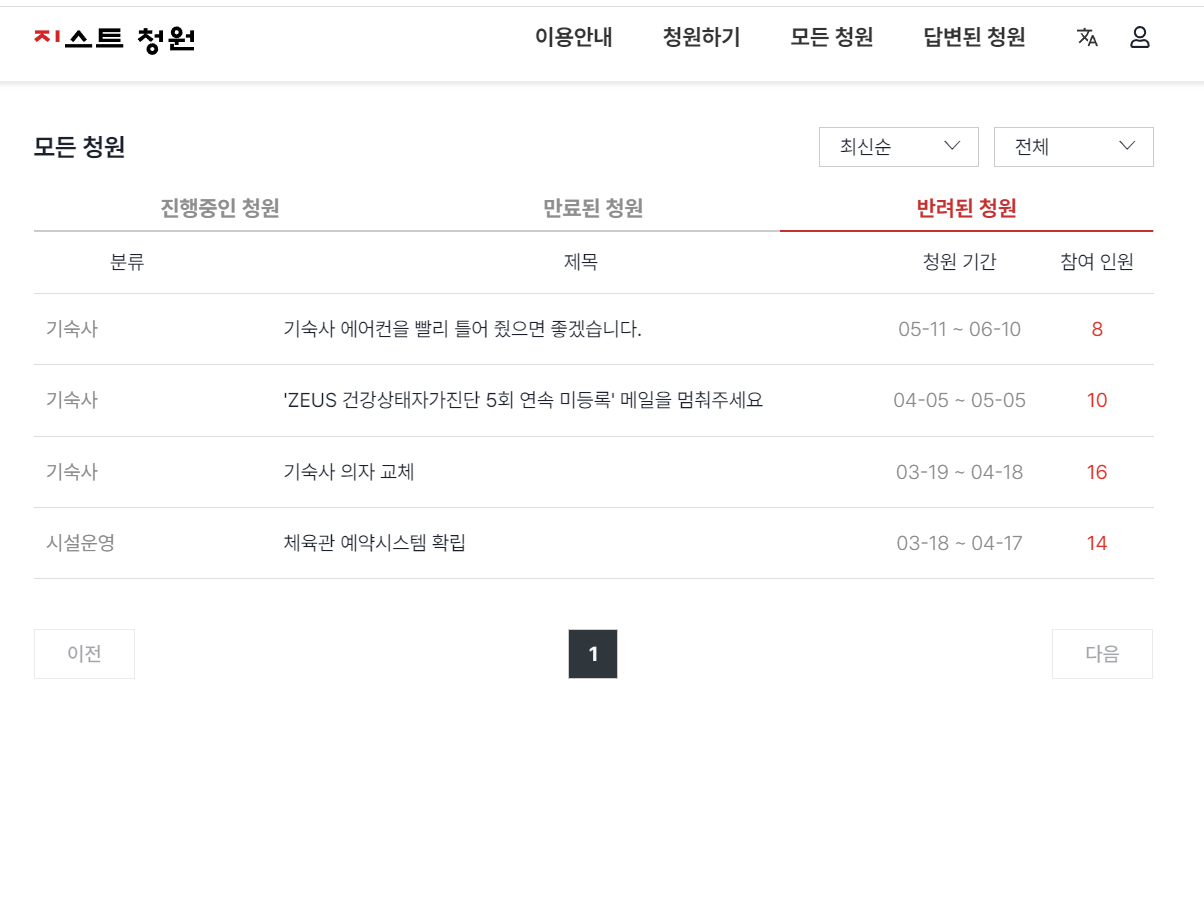 지스트 청원 이용안내 청원하기 모든 청원 답변된 청원
모든 청원 최신순 전체
진행중인 청원 만료된 청원 반려된 청원
분류 제목 청원 기간 참여 인원
기숙사 기숙사 에어컨을 빨리 틀어 줬으면 좋겠습니다. 05-11 ~ 06-10 8
기숙사 'ZEUS 건강상태자가진단 5회 연속 미등록' 메일을 멈춰주세요 04-05 ~ 05-05 10
기숙사 기숙사 의자 교체 03-19 ~ 04-18 16
시설운영 체육관 예약시스템 확립 03-18 ~ 04-17 14
이전 1 다음